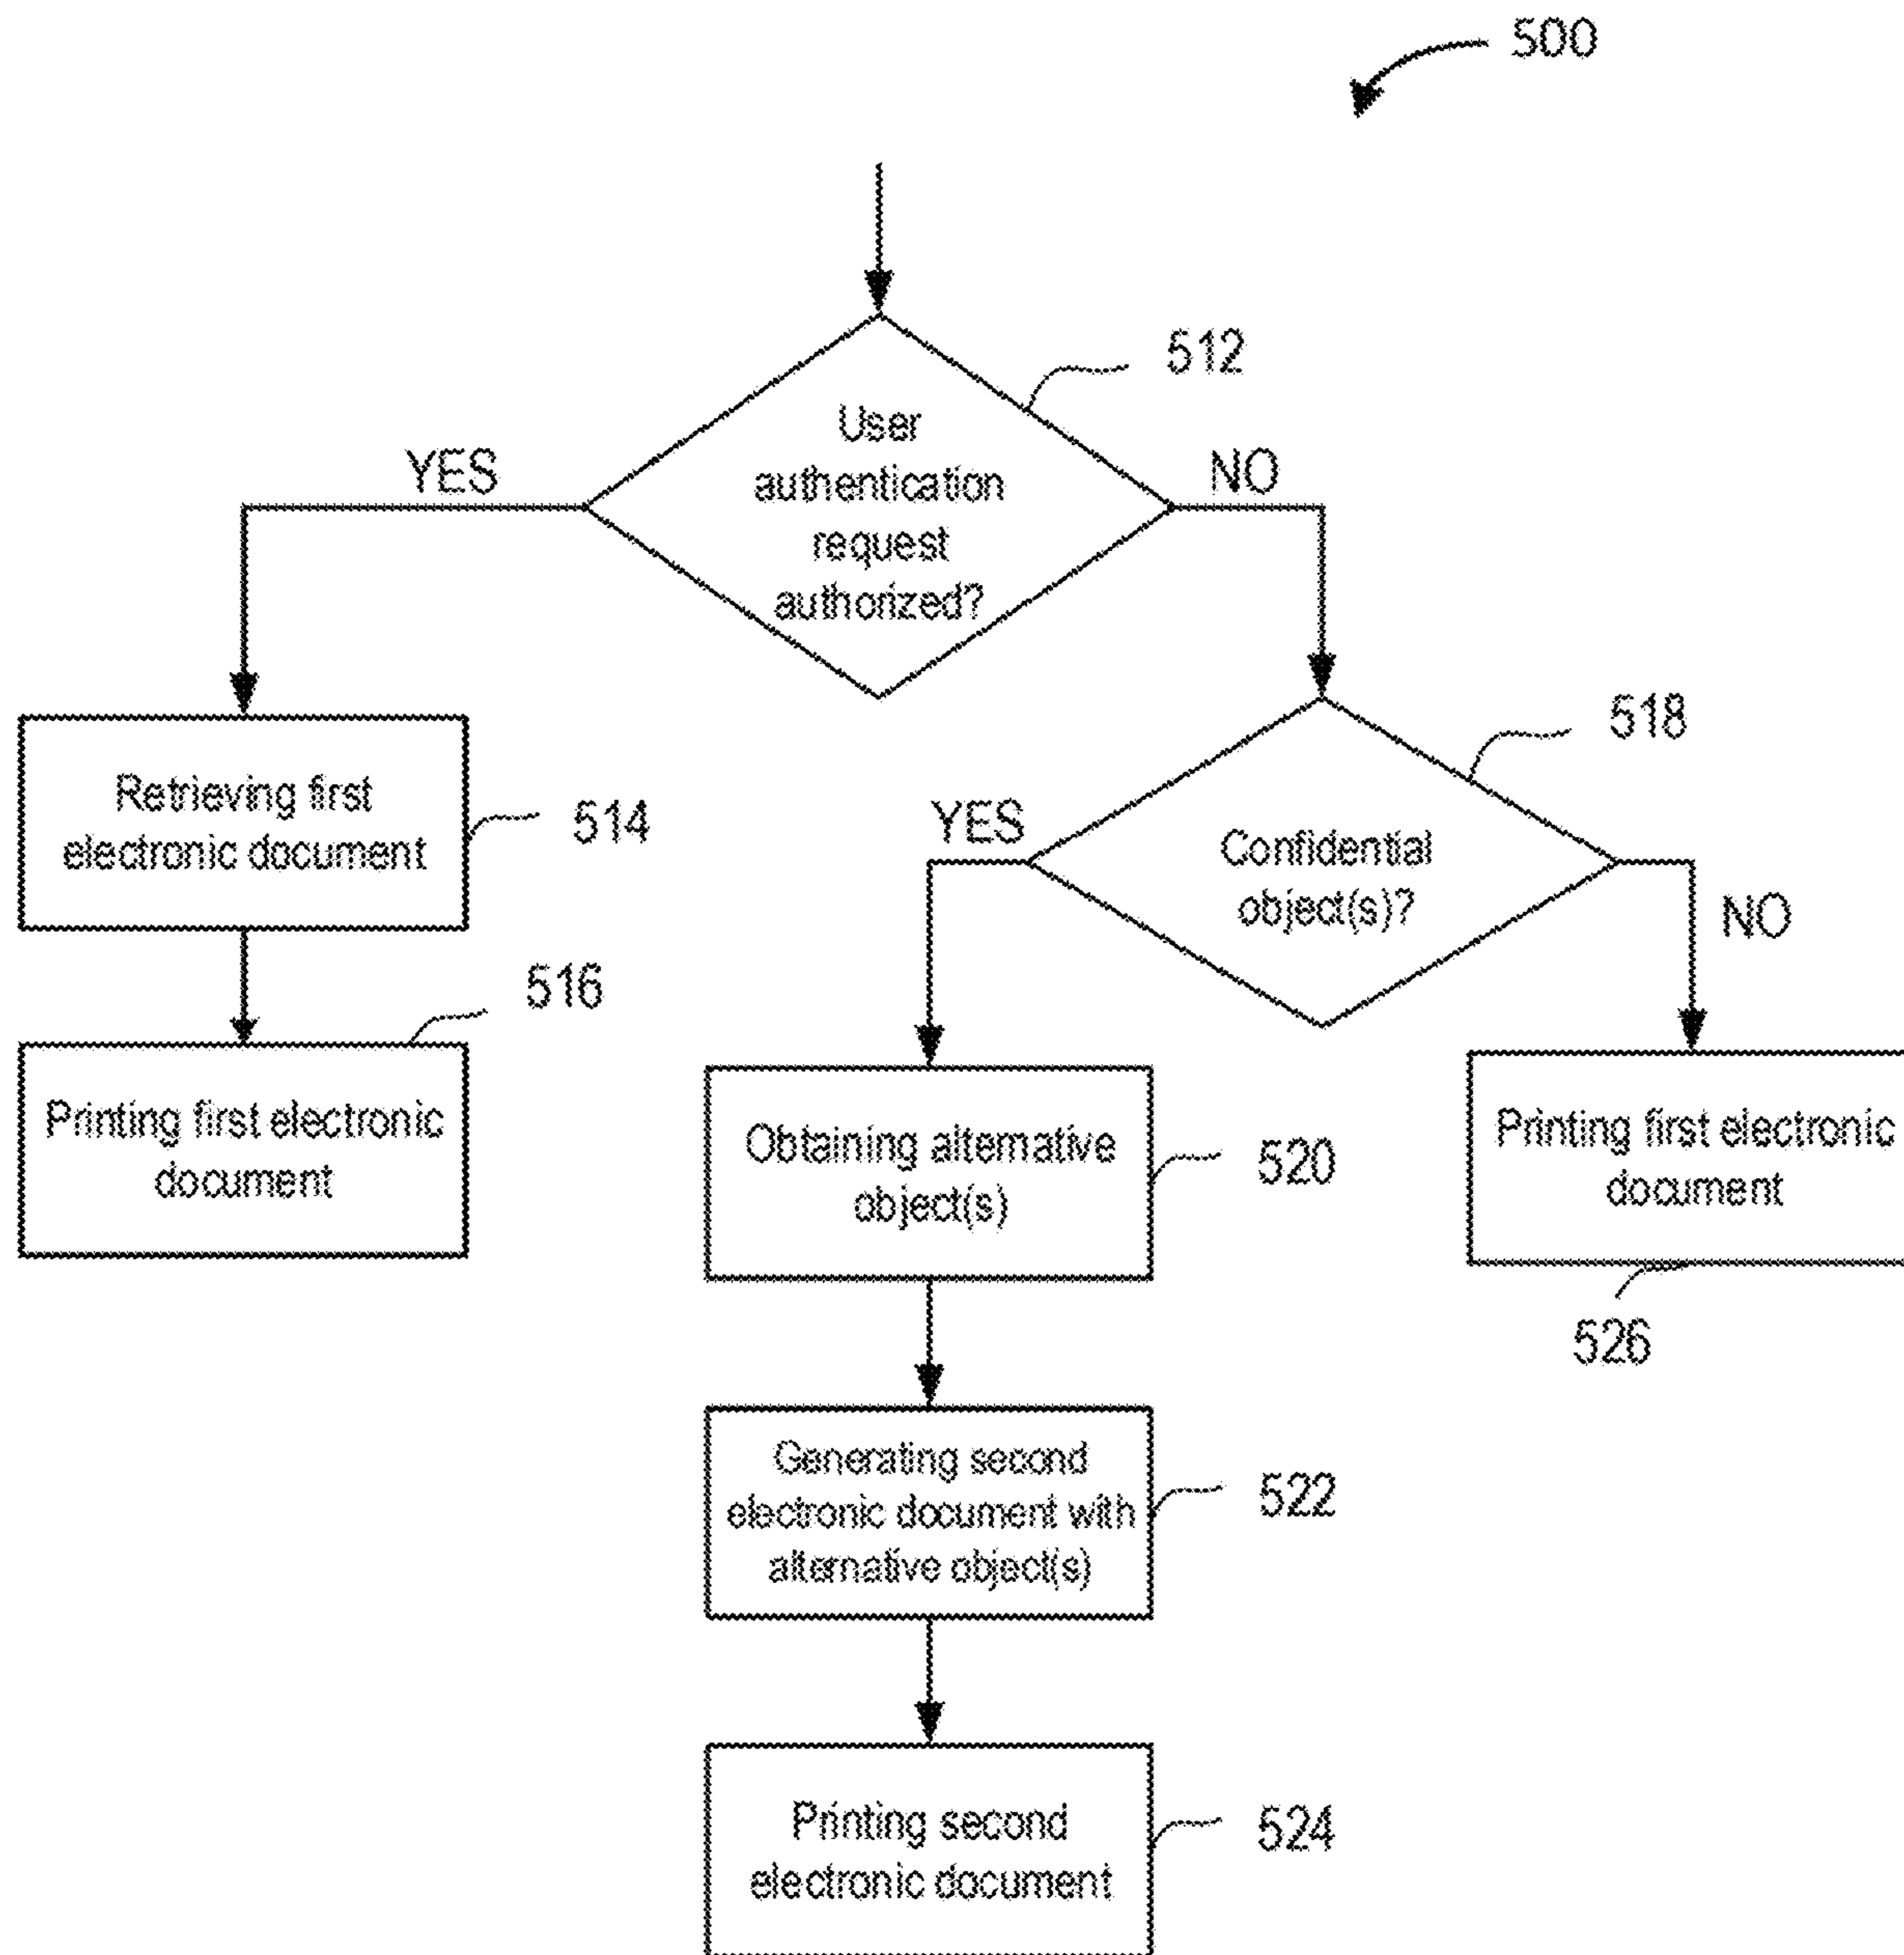 500
512
User
authentication
request
authorized?
YES
NO
518
Retrieving first
electronic document
514
YES
Confidential
object(s)?
NO
516
Printing first electronic
document
Obtaining alternative
object(s)
520
Printing first electronic
document
526
Generating second
electronic document with
alternative object(s)
522
Printing second
electronic document
524